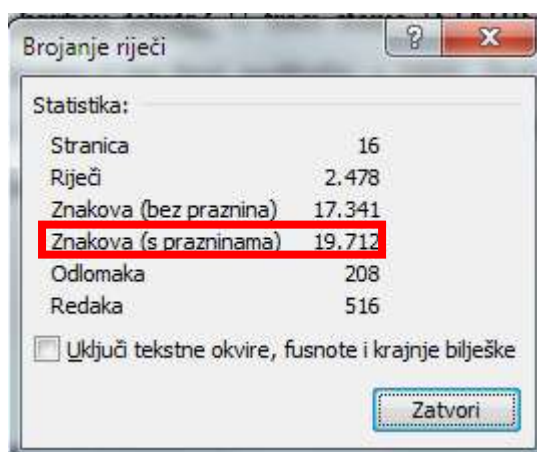 Brojanje riječi
Statistika:
Stranica 16
Riječi 2.478
Znakova (bez praznina) 17.341
Znakova (s prazninama) 19.712
Odlomaka 208
Redaka 516
Uključi tekstne okvire, fusnote i krajnje bilješke
Zatvori